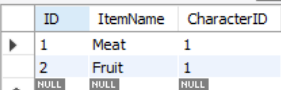 ID ItemName CharacterID
1 Meat 1
2 Fruit 1
NULL NULL NULL